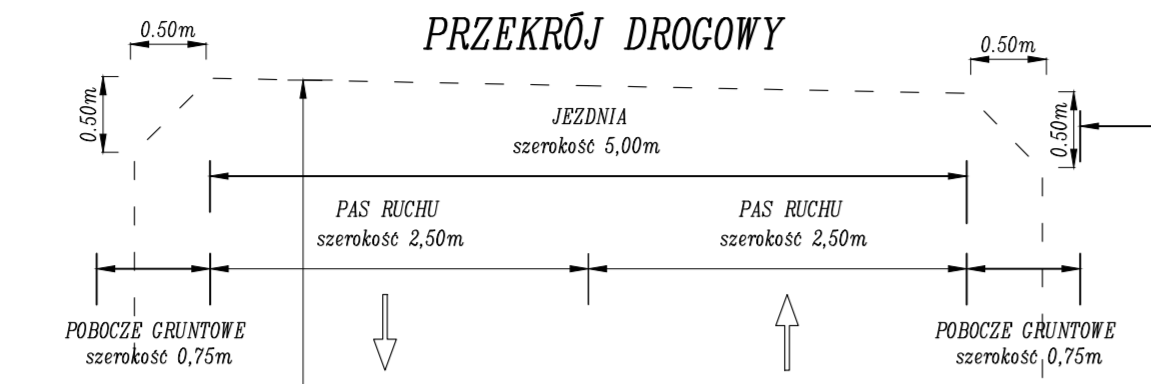 PRZEKRÓJ DROGOWY
0.50m
0.50m
0.50m
0.50m
JEZDNIA
szerokość 5,00m
PAS RUCHU
szerokość 2,50m
PAS RUCHU
szerokość 2,50m
POBOCZE GRUNTOWE
szerokość 0,75m
POBOCZE GRUNTOWE
szerokość 0,75m